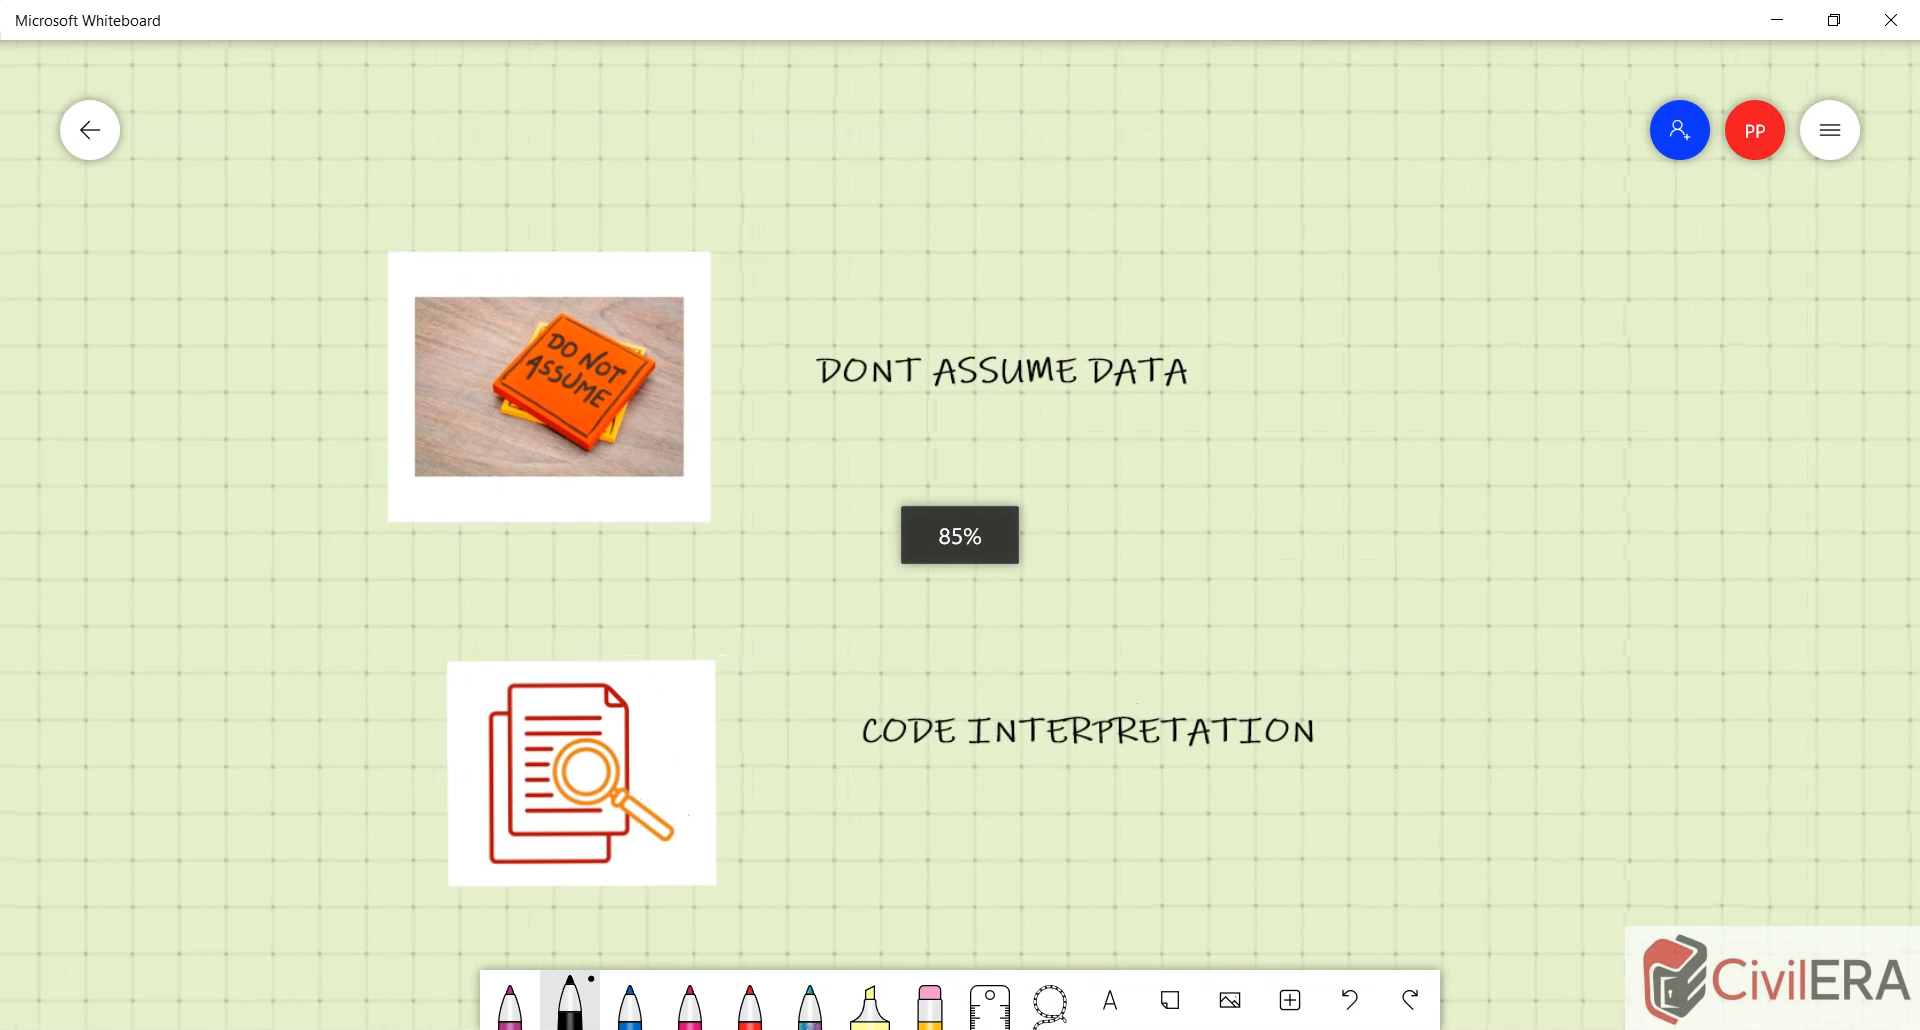 Microsoft Whiteboard
PP
DO NOT
ASSUME
DONT ASSUME DATA
85%
CODE INTERPRETATION
A
CivilERA